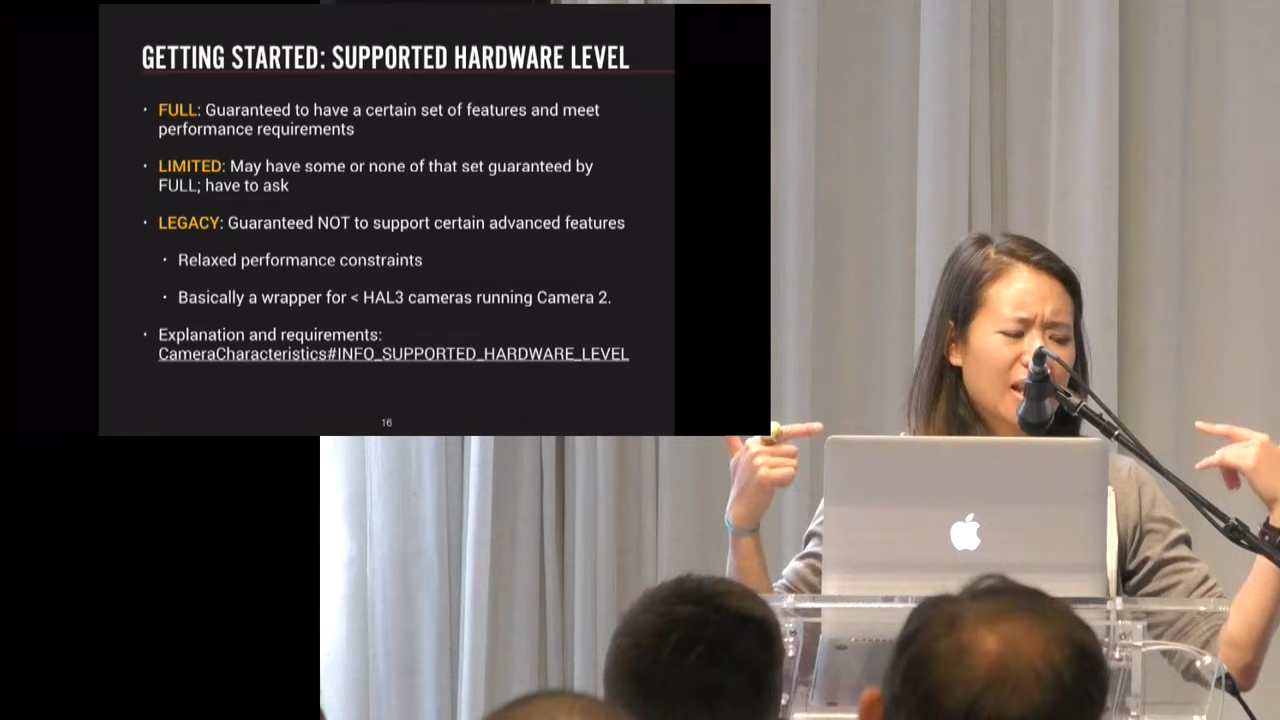 GETTING STARTED: SUPPORTED HARDWARE LEVEL
· FULL: Guaranteed to have a certain set of features and meet
performance requirements
· LIMITED: May have some or none of that set guaranteed by
FULL; have to ask
· LEGACY: Guaranteed NOT to support certain advanced features
· Relaxed performance constraints
· Basically a wrapper for < HAL3 cameras running Camera 2.
· Explanation and requirements:
CameraCharacteristics#INFO_SUPPORTED_HARDWARE_LEVEL
16